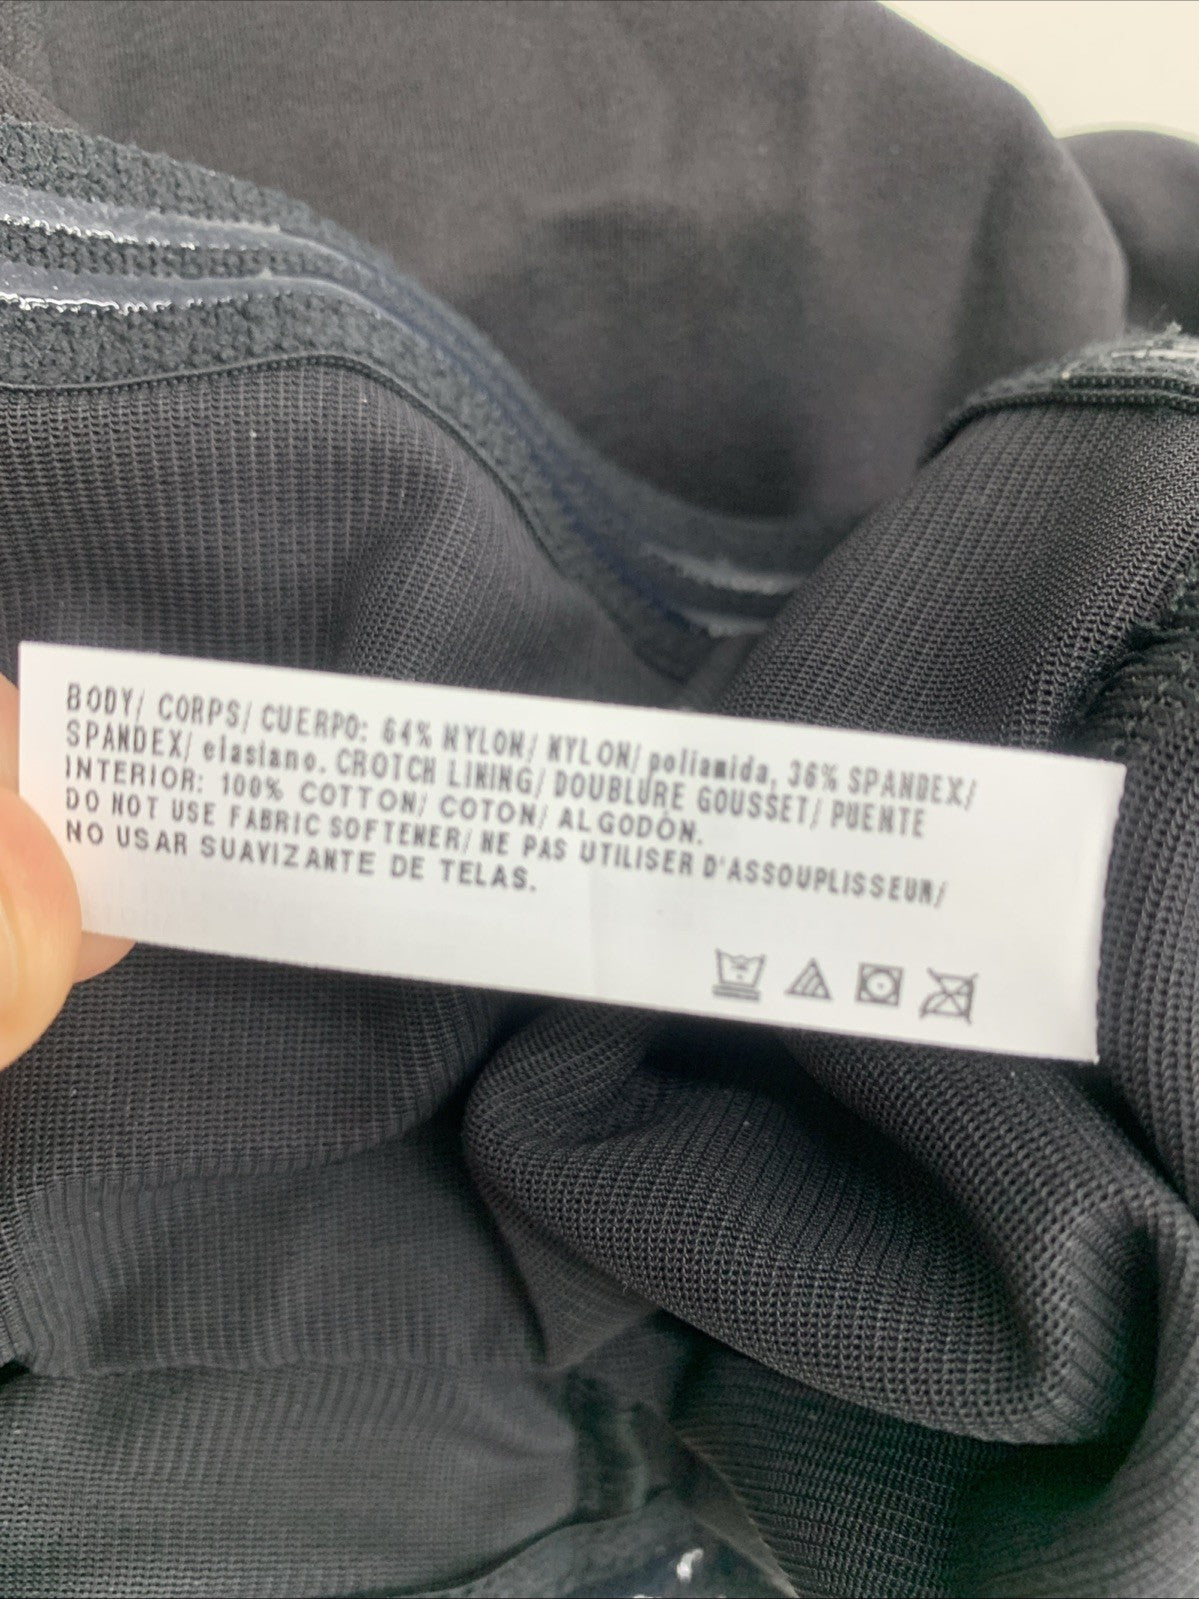 BODY/ CORPS/ CUERPO: 64% NYLON/ NYLON/ poliamida, 36% SPANDEX/
SPANDEX/ elastano. CROTCH LINING/ DOUBLURE GOUSSET/ PUENTE
INTERIOR: 100% COTTON/ COTON/ ALGODÓN.
DO NOT USE FABRIC SOFTENER/ NE PAS UTILISER D'ASSOUPLISSEUR/
NO USAR SUAVIZANTE DE TELAS.